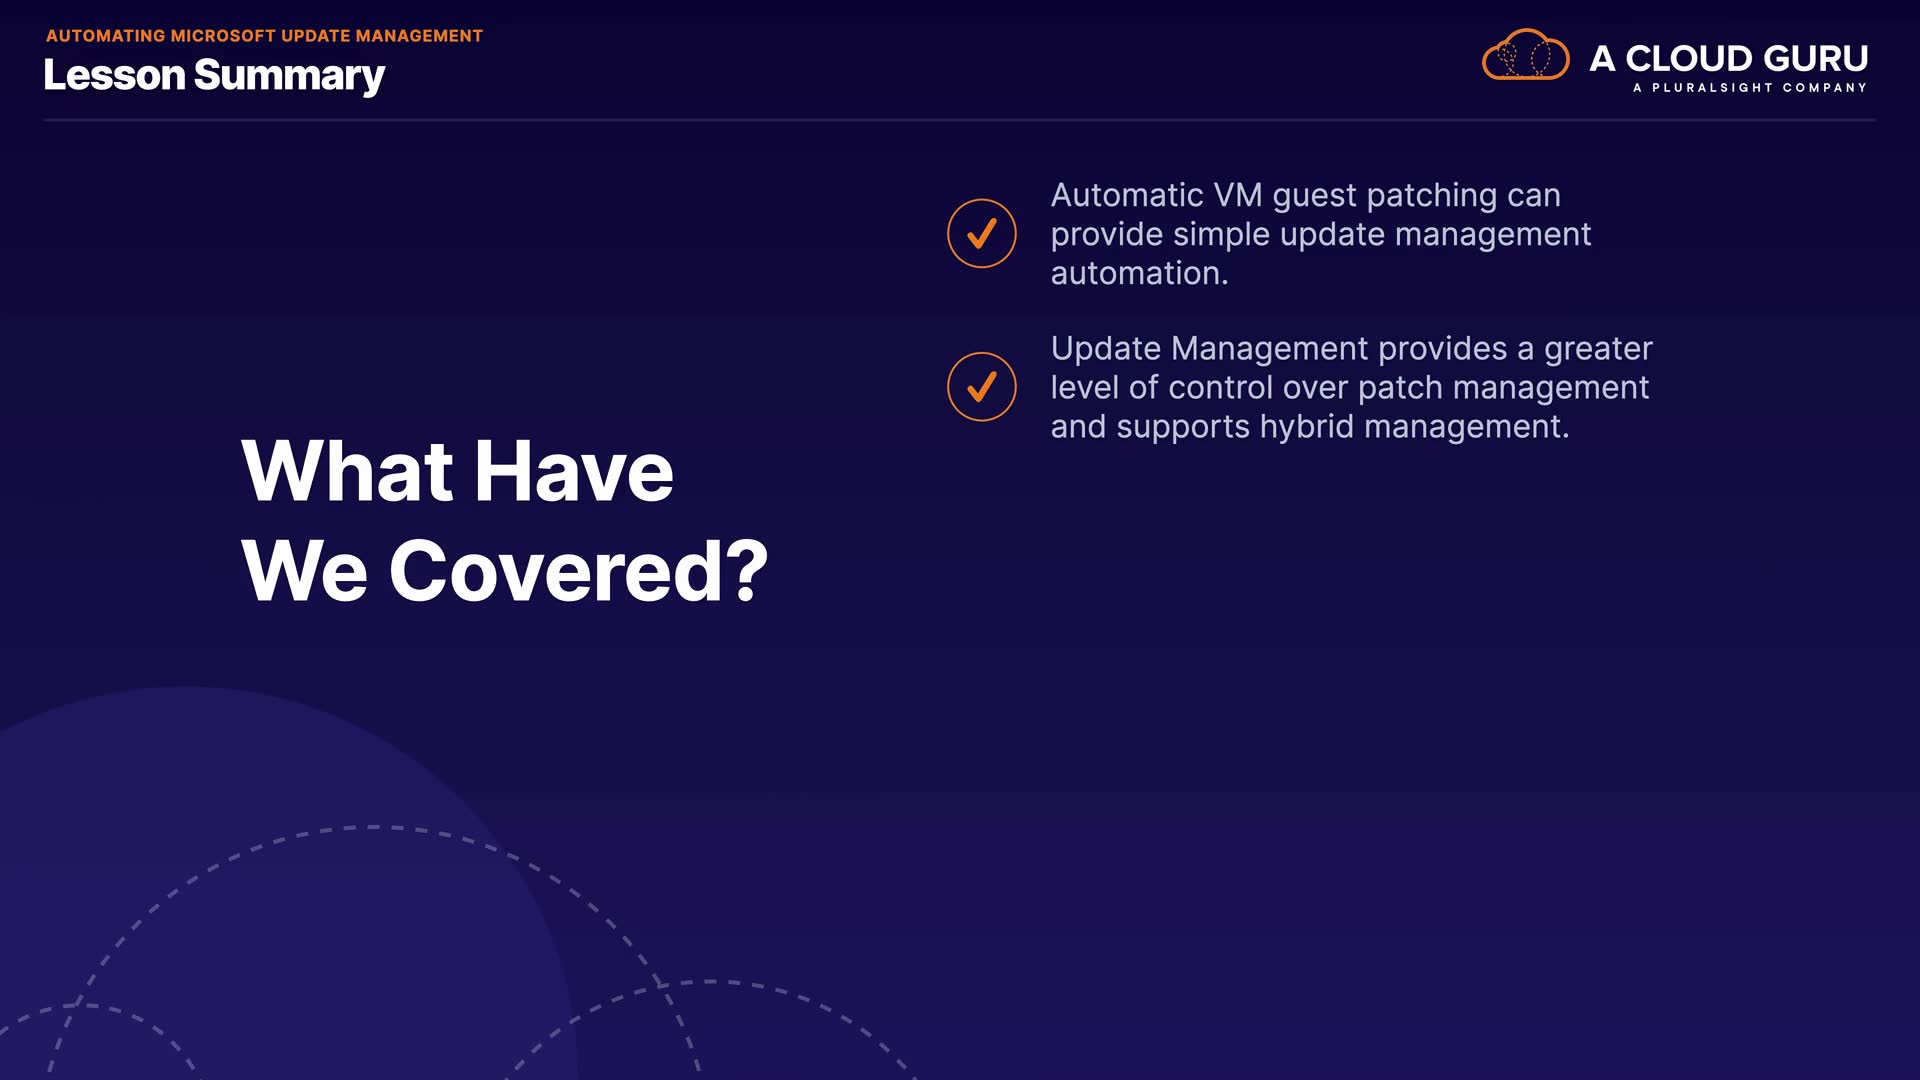 AUTOMATING MICROSOFT UPDATE MANAGEMENT
Lesson Summary
A CLOUD GURU
A PLURALSIGHT COMPANY
Automatic VM guest patching can
provide simple update management
automation.
Update Management provides a greater
level of control over patch management
and supports hybrid management.
What Have
We Covered?